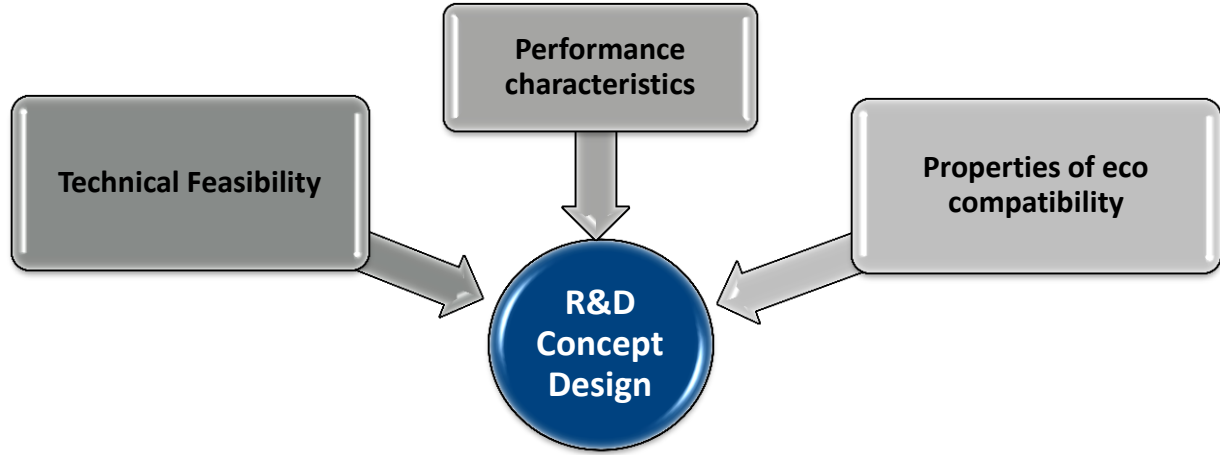 Performance
characteristics
Technical Feasibility
Properties of eco
compatibility
R&D
Concept
Design